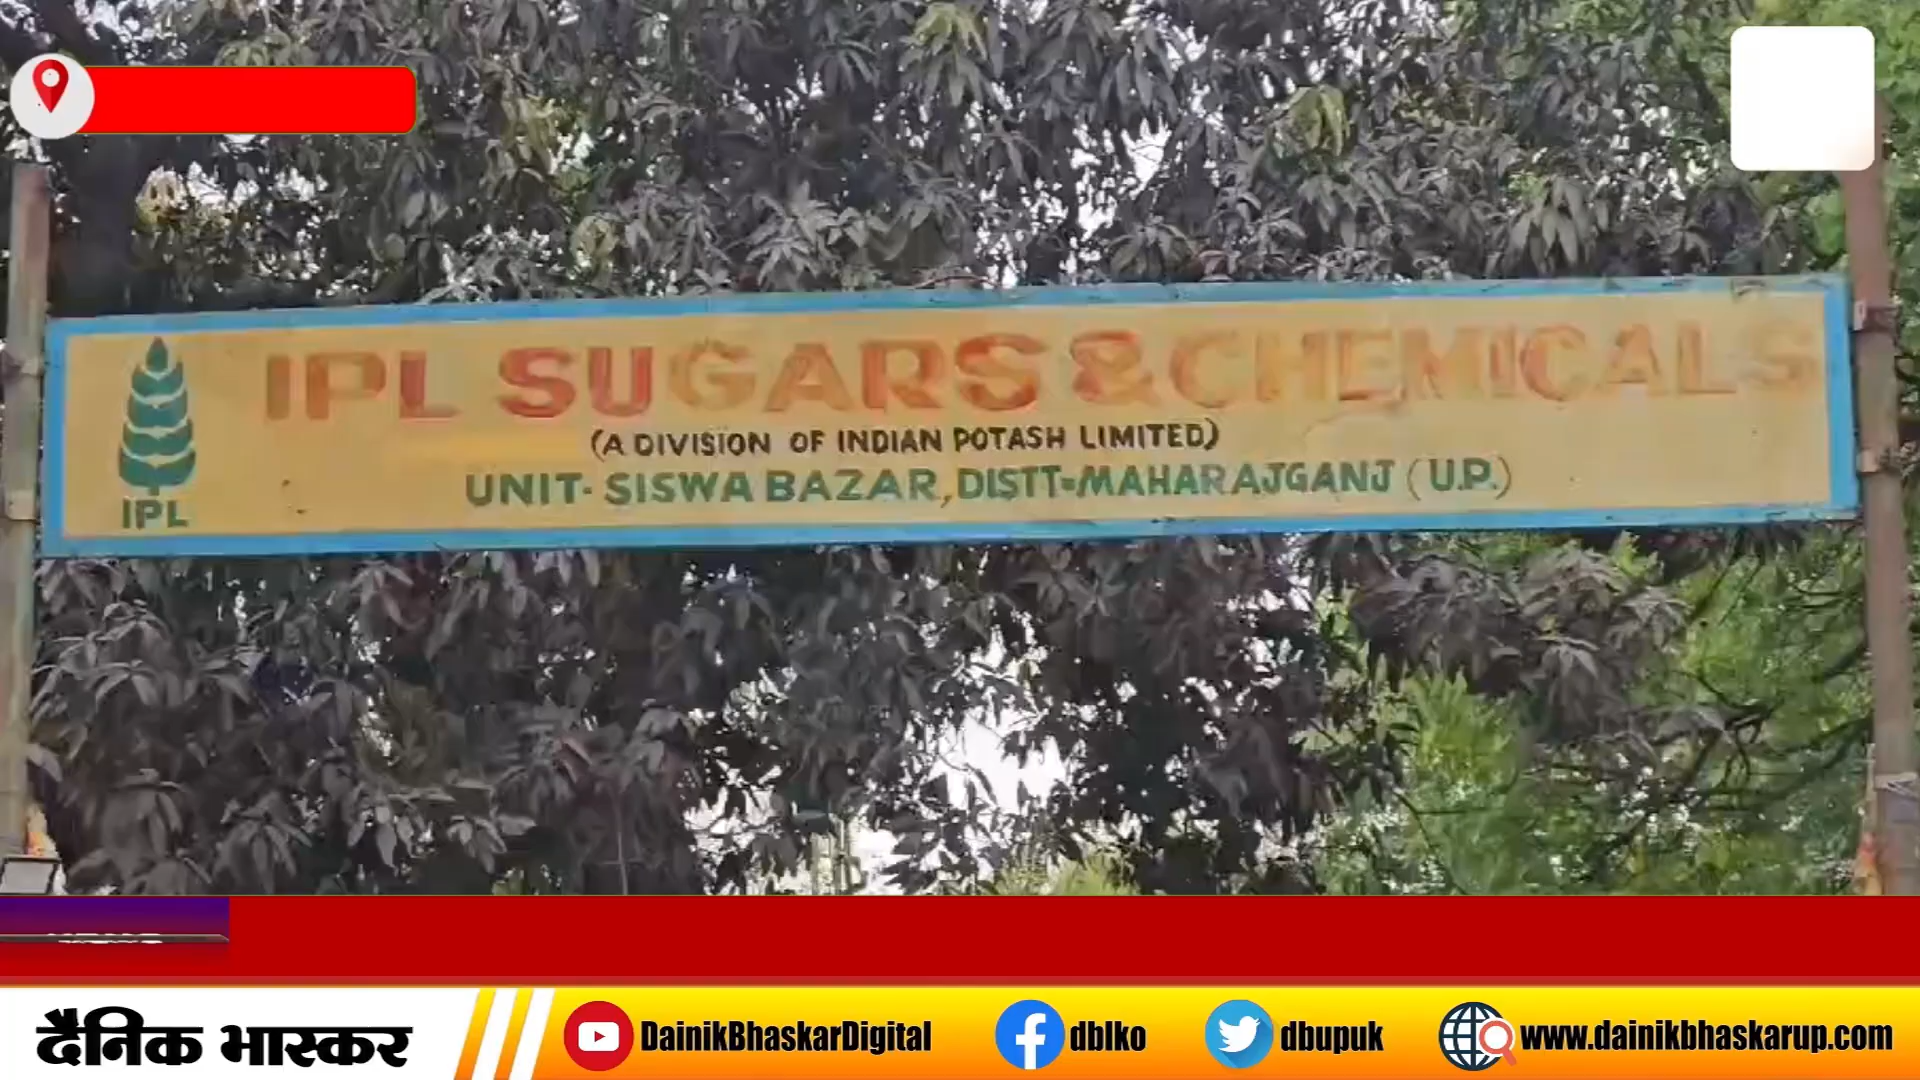 IPL SUGARS & CHEMICALS
(A DIVISION OF INDIAN POTASH LIMITED)
UNIT- SISWA BAZAR, DISTT=MAHARAJGANJ (U.P.)
IPL
दैनिक भास्कर
DainikBhaskarDigital
dblko
dbupuk
www.dainikbhaskarup.com